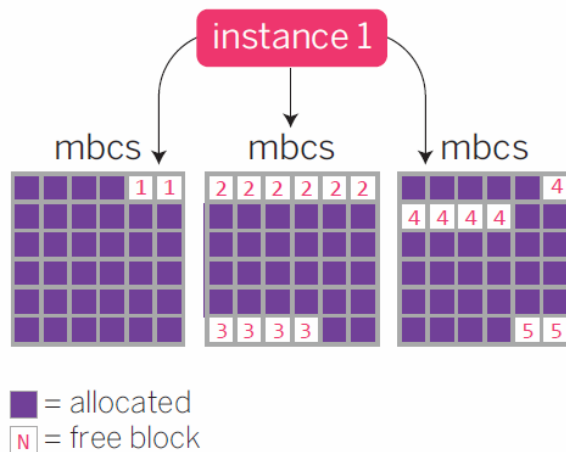 instance 1
mbcs mbcs mbcs
1 1 2 2 2 2 2 2 4
4 4 4 4
3 3 3 3 5 5
= allocated
N = free block